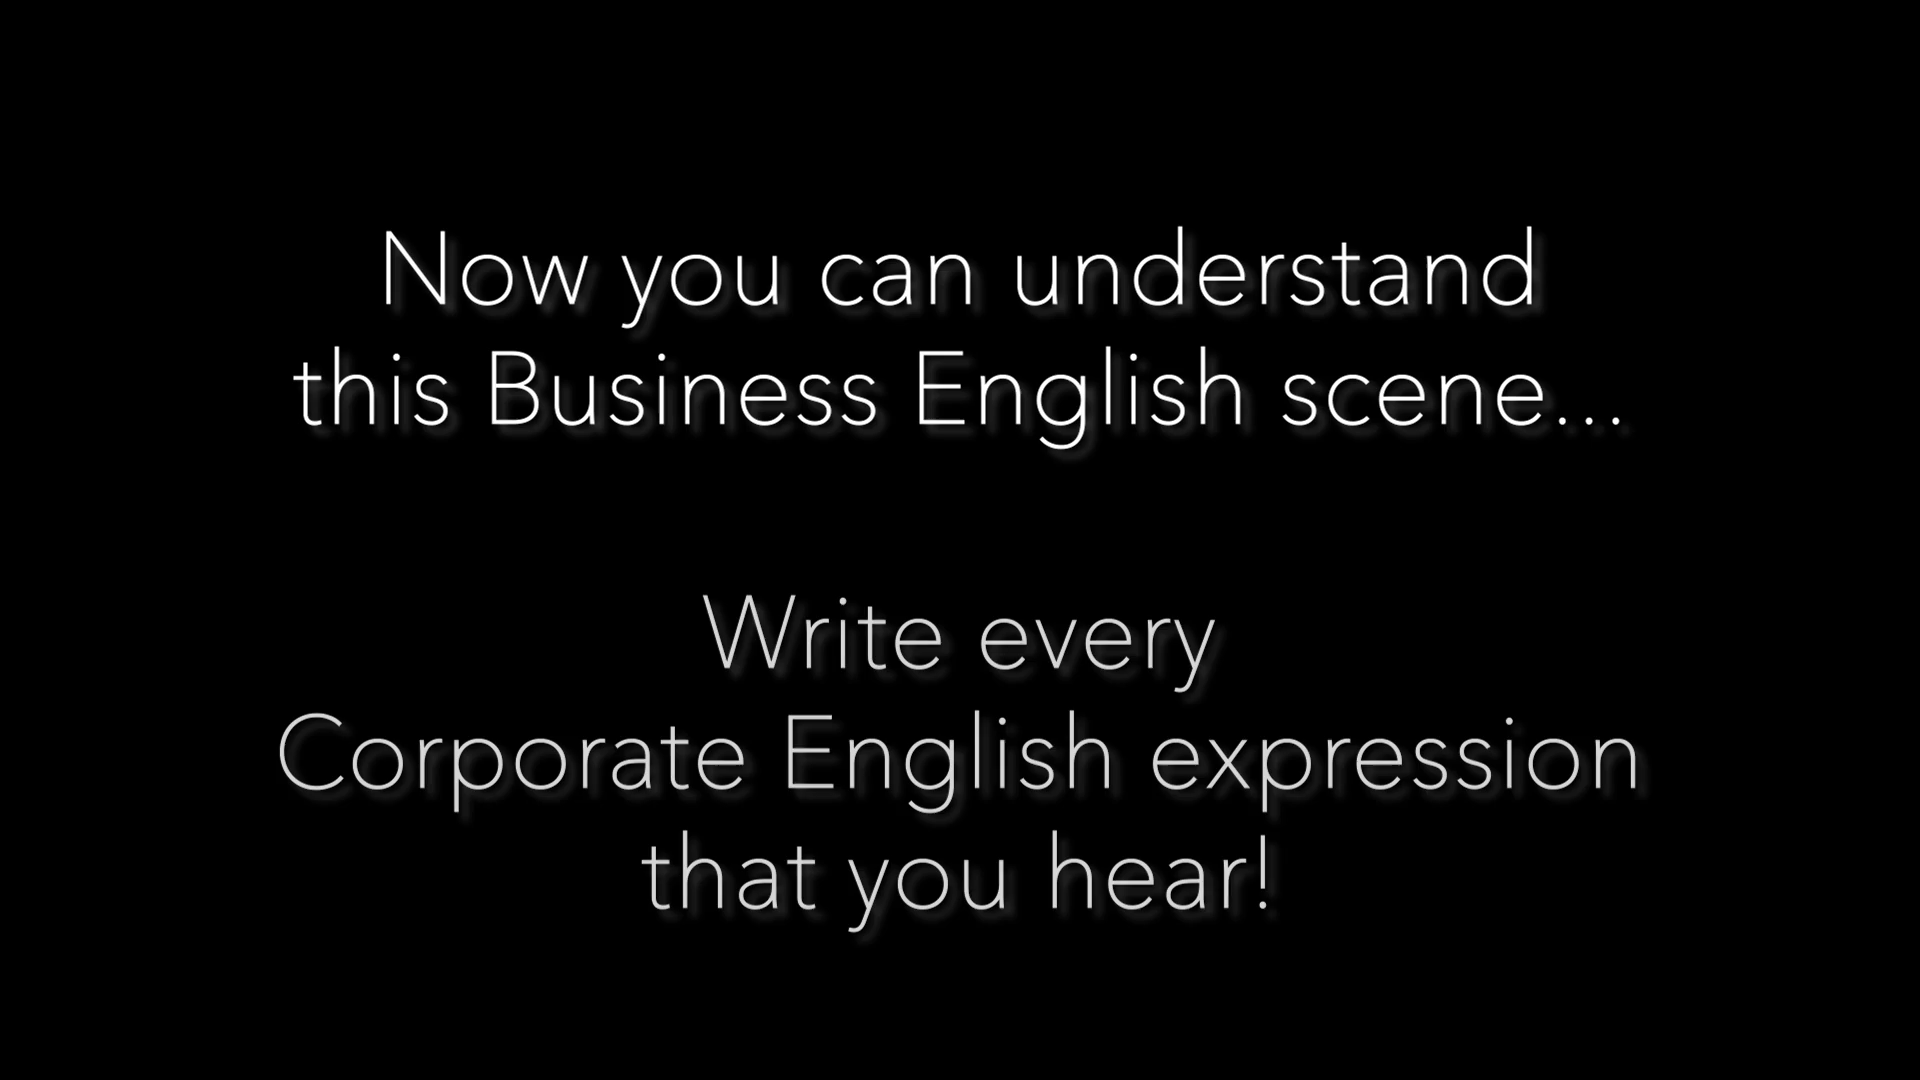 Now you can understand
this Business English scene...
Write every
Corporate English expression
that you hear!